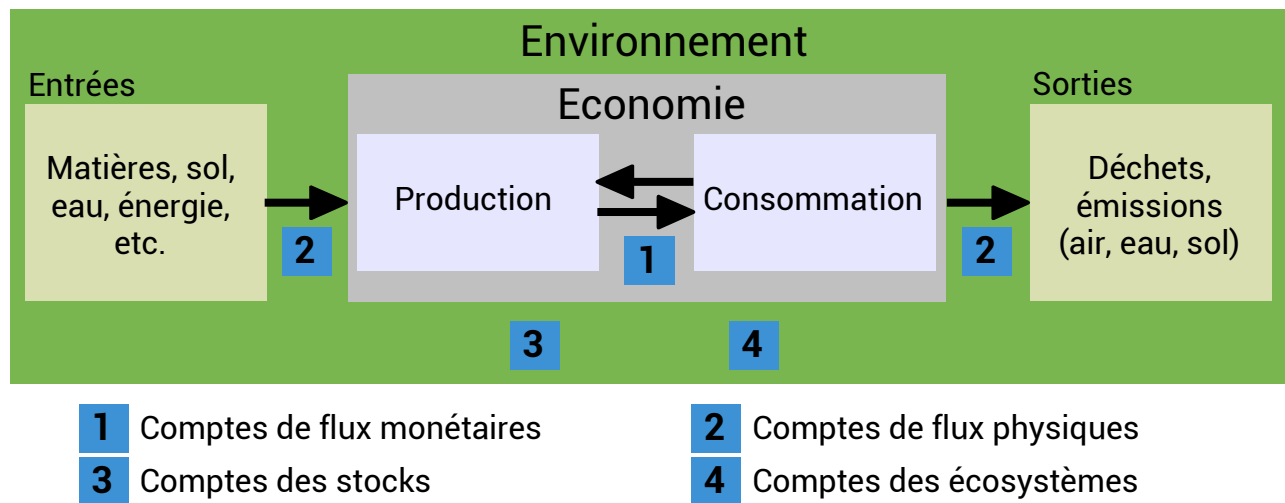 Environnement
Entrées
Economie
Sorties
Matières, sol,
eau, énergie,
etc.
Production
Consommation
Déchets,
émissions
(air, eau, sol)
2
1
2
3
4
1 Comptes de flux monétaires
2 Comptes de flux physiques
3 Comptes des stocks
4 Comptes des écosystèmes